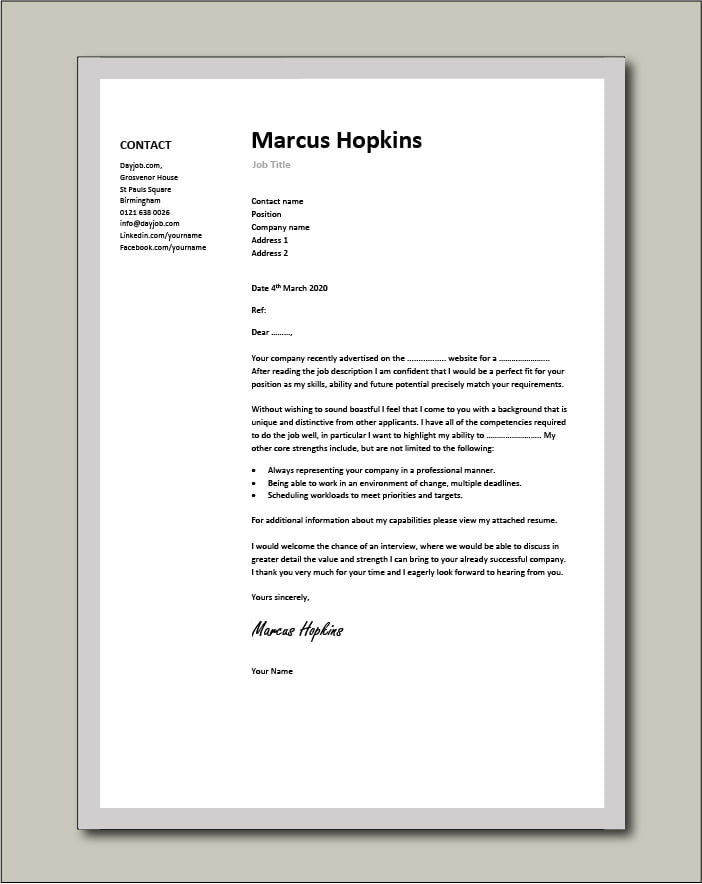 CONTACT
Dayjob.com,
Grosvenor House
St Pauls Square
Birmingham
0121 638 0026
info@dayjob.com
Linkedin.com/yourname
Facebook.com/yourname
Marcus Hopkins
Job Title
Contact name
Position
Company name
Address 1
Address 2
Date 4th March 2020
Ref:
Dear ........,
Your company recently advertised on the ................. website for a ......................
After reading the job description I am confident that I would be a perfect fit for your
position as my skills, ability and future potential precisely match your requirements.
Without wishing to sound boastful I feel that I come to you with a background that is
unique and distinctive from other applicants. I have all of the competencies required
to do the job well, in particular I want to highlight my ability to ........................ My
other core strengths include, but are not limited to the following:
• Always representing your company in a professional manner.
• Being able to work in an environment of change, multiple deadlines.
• Scheduling workloads to meet priorities and targets.
For additional information about my capabilities please view my attached resume.
I would welcome the chance of an interview, where we would be able to discuss in
greater detail the value and strength I can bring to your already successful company.
I thank you very much for your time and I eagerly look forward to hearing from you.
Yours sincerely,
Marcus Hopkins
Your Name